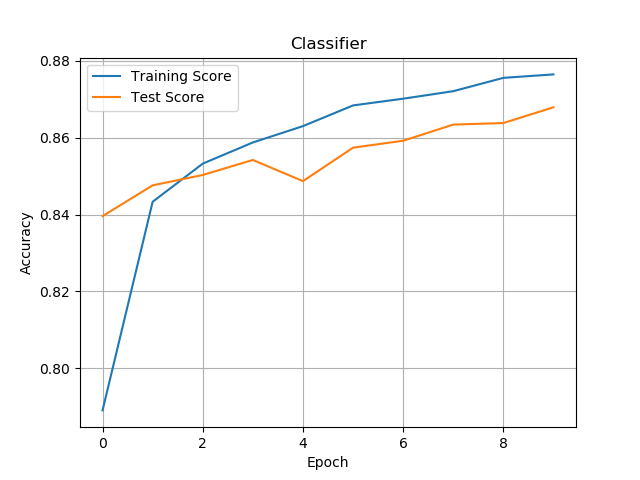 Classifier
Training Score
Test Score
0.88
0.86
0.84
0.82
0.80
Accuracy
0 2 4 6 8
Epoch